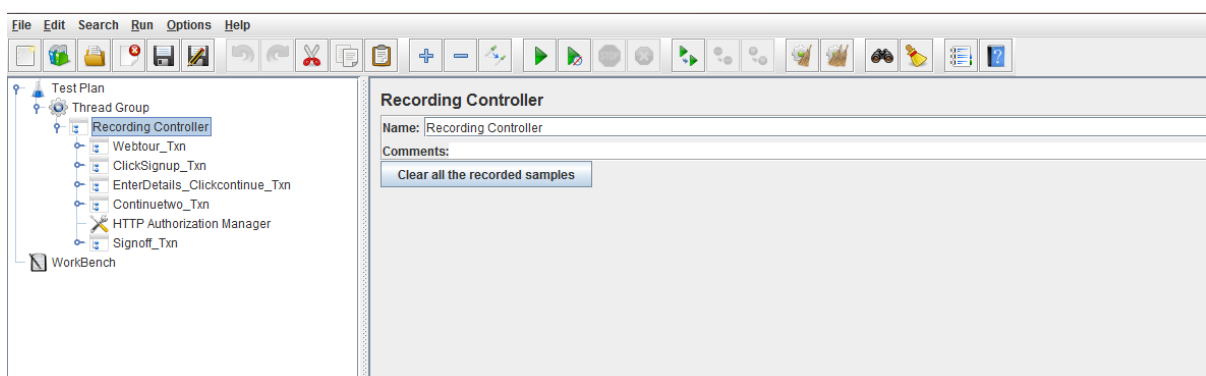 File Edit Search Run Options Help
Test Plan
Thread Group
Recording Controller
Webtour_Txn
ClickSignup_Txn
EnterDetails_Clickcontinue_Txn
Continuetwo_Txn
HTTP Authorization Manager
Signoff_Txn
WorkBench
Recording Controller
Name: Recording Controller
Comments:
Clear all the recorded samples